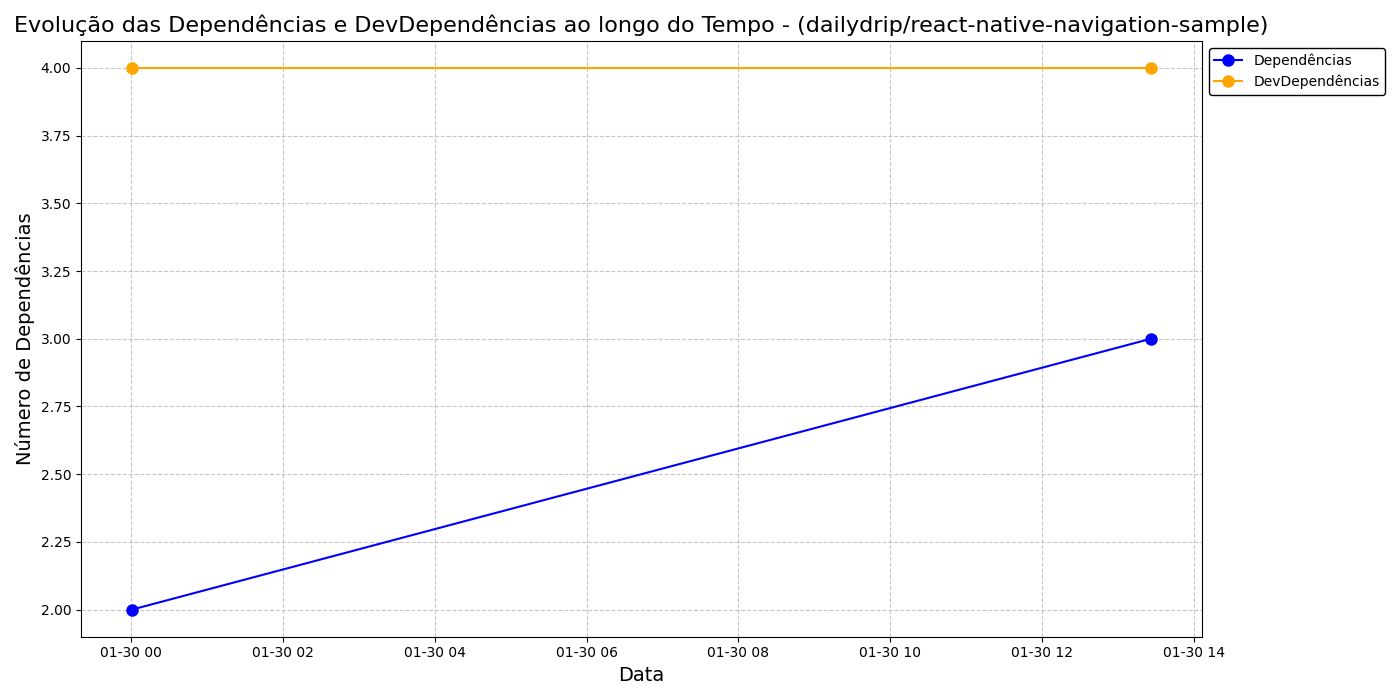 Evolução das Dependências e DevDependências ao longo do Tempo - (dailydrip/react-native-navigation-sample)
Dependências
DevDependências
Número de Dependências
4.00
3.75
3.50
3.25
3.00
2.75
2.50
2.25
2.00
01-30 00 01-30 02 01-30 04 01-30 06 01-30 08 01-30 10 01-30 12 01-30 14
Data